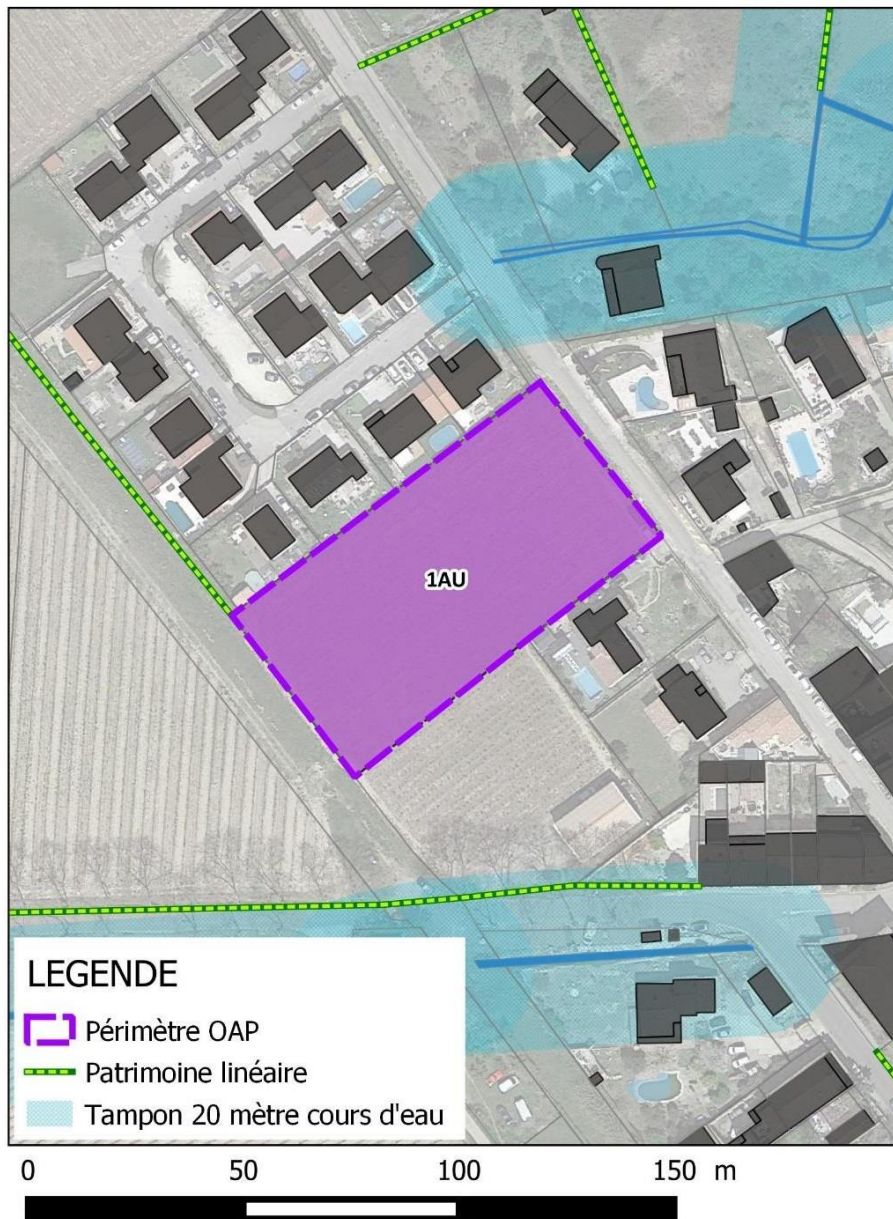 1AU
LEGENDE
Périmètre OAP
Patrimoine linéaire
Tampon 20 mètre cours d'eau
0 50 100 150 m